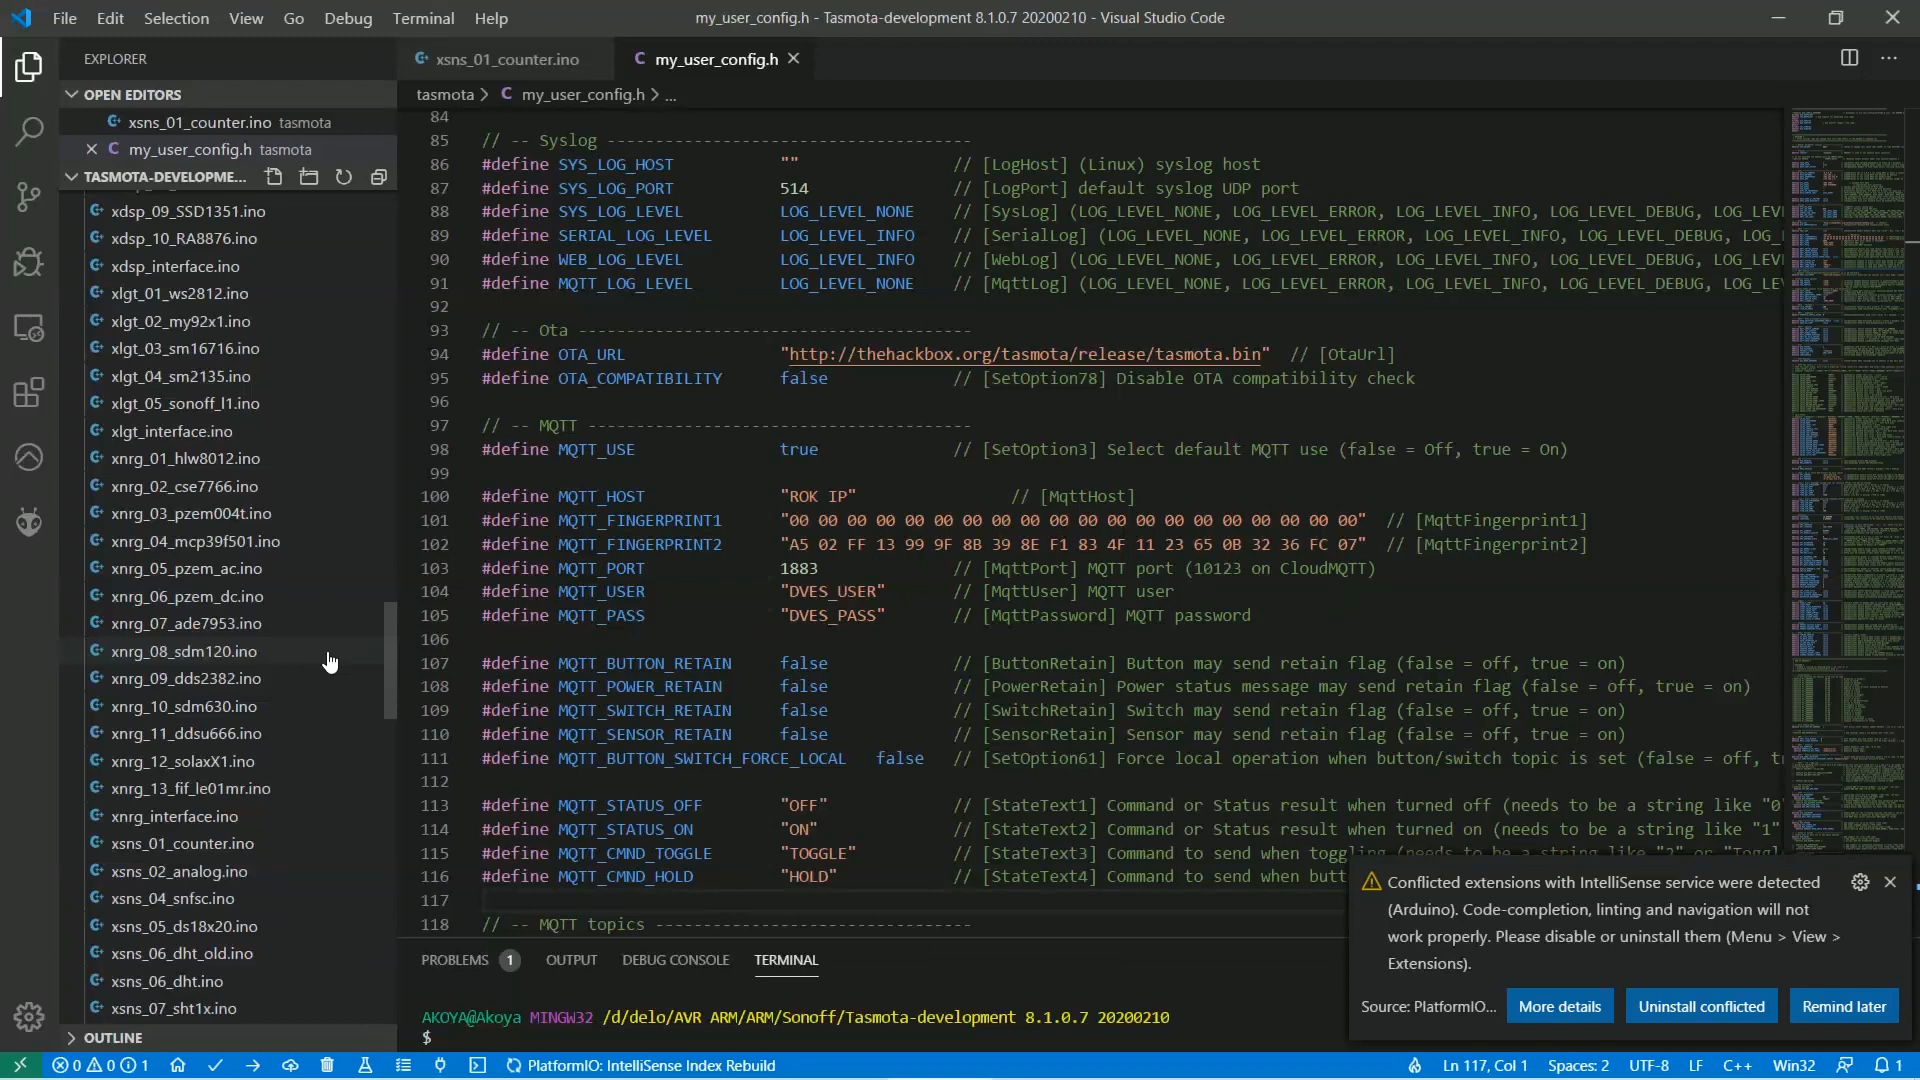 File Edit Selection View Go Debug Terminal Help
my_user_config.h - Tasmota-development 8.1.0.7 20200210 - Visual Studio Code
EXPLORER
OPEN EDITORS
xsns_01_counter.ino tasmota
my_user_config.h tasmota
TASMOTA-DEVELOPME...
xdsp_09_SSD1351.ino
xdsp_10_RA8876.ino
xdsp_interface.ino
xlgt_01_ws2812.ino
xlgt_02_my92x1.ino
xlgt_03_sm16716.ino
xlgt_04_sm2135.ino
xlgt_05_sonoff_l1.ino
xlgt_interface.ino
xnrg_01_hlw8012.ino
xnrg_02_cse7766.ino
xnrg_03_pzem004t.ino
xnrg_04_mcp39f501.ino
xnrg_05_pzem_ac.ino
xnrg_06_pzem_dc.ino
xnrg_07_ade7953.ino
xnrg_08_sdm120.ino
xnrg_09_dds2382.ino
xnrg_10_sdm630.ino
xnrg_11_ddsu666.ino
xnrg_12_solaxX1.ino
xnrg_13_fif_le01mr.ino
xnrg_interface.ino
xsns_01_counter.ino
xsns_02_analog.ino
xsns_04_snfsc.ino
xsns_05_ds18x20.ino
xsns_06_dht_old.ino
xsns_06_dht.ino
xsns_07_sht1x.ino
OUTLINE
xsns_01_counter.ino
C my_user_config.h
tasmota > C my_user_config.h > ...
84
85 // -- Syslog --------------------------------------
86 #define SYS_LOG_HOST "" // [LogHost] (Linux) syslog host
87 #define SYS_LOG_PORT 514 // [LogPort] default syslog UDP port
88 #define SYS_LOG_LEVEL LOG_LEVEL_NONE // [SysLog] (LOG_LEVEL_NONE, LOG_LEVEL_ERROR, LOG_LEVEL_INFO, LOG_LEVEL_DEBUG, LOG_LEV
89 #define SERIAL_LOG_LEVEL LOG_LEVEL_INFO // [SerialLog] (LOG_LEVEL_NONE, LOG_LEVEL_ERROR, LOG_LEVEL_INFO, LOG_LEVEL_DEBUG, LOG_
90 #define WEB_LOG_LEVEL LOG_LEVEL_INFO // [WebLog] (LOG_LEVEL_NONE, LOG_LEVEL_ERROR, LOG_LEVEL_INFO, LOG_LEVEL_DEBUG, LOG_LEV
91 #define MQTT_LOG_LEVEL LOG_LEVEL_NONE // [MqttLog] (LOG_LEVEL_NONE, LOG_LEVEL_ERROR, LOG_LEVEL_INFO, LOG_LEVEL_DEBUG, LOG_LE
92
93 // -- Ota -----------------------------------------
94 #define OTA_URL "http://thehackbox.org/tasmota/release/tasmota.bin" // [OtaUrl]
95 #define OTA_COMPATIBILITY false // [SetOption78] Disable OTA compatibility check
96
97 // -- MQTT ----------------------------------------
98 #define MQTT_USE true // [SetOption3] Select default MQTT use (false = Off, true = On)
99
100 #define MQTT_HOST "ROK IP" // [MqttHost]
101 #define MQTT_FINGERPRINT1 "00 00 00 00 00 00 00 00 00 00 00 00 00 00 00 00 00 00 00 00" // [MqttFingerprint1]
102 #define MQTT_FINGERPRINT2 "A5 02 FF 13 99 9F 8B 39 8E F1 83 4F 11 23 65 0B 32 36 FC 07" // [MqttFingerprint2]
103 #define MQTT_PORT 1883 // [MqttPort] MQTT port (10123 on CloudMQTT)
104 #define MQTT_USER "DVES_USER" // [MqttUser] MQTT user
105 #define MQTT_PASS "DVES_PASS" // [MqttPassword] MQTT password
106
107 #define MQTT_BUTTON_RETAIN false // [ButtonRetain] Button may send retain flag (false = off, true = on)
108 #define MQTT_POWER_RETAIN false // [PowerRetain] Power status message may send retain flag (false = off, true = on)
109 #define MQTT_SWITCH_RETAIN false // [SwitchRetain] Switch may send retain flag (false = off, true = on)
110 #define MQTT_SENSOR_RETAIN false // [SensorRetain] Sensor may send retain flag (false = off, true = on)
111 #define MQTT_BUTTON_SWITCH_FORCE_LOCAL false // [SetOption61] Force local operation when button/switch topic is set (false = off, t
112
113 #define MQTT_STATUS_OFF "OFF" // [StateText1] Command or Status result when turned off (needs to be a string like "0
114 #define MQTT_STATUS_ON "ON" // [StateText2] Command or Status result when turned on (needs to be a string like "1"
115 #define MQTT_CMND_TOGGLE "TOGGLE" // [StateText3] Command to send when toggling (needs to be a string like "2" or "Toggl
116 #define MQTT_CMND_HOLD "HOLD" // [StateText4] Command to send when butt
117
118 // -- MQTT topics ---------------------------------
PROBLEMS 1 OUTPUT DEBUG CONSOLE TERMINAL
AKOYA@Akoya MINGW32 /d/delo/AVR ARM/ARM/Sonoff/Tasmota-development 8.1.0.7 20200210
$
Conflicted extensions with IntelliSense service were detected
(Arduino). Code-completion, linting and navigation will not
work properly. Please disable or uninstall them (Menu > View >
Extensions).
Source: PlatformIO... More details Uninstall conflicted Remind later
0 0 1 PlatformIO: IntelliSense Index Rebuild Ln 117, Col 1 Spaces: 2 UTF-8 LF C++ Win32 1